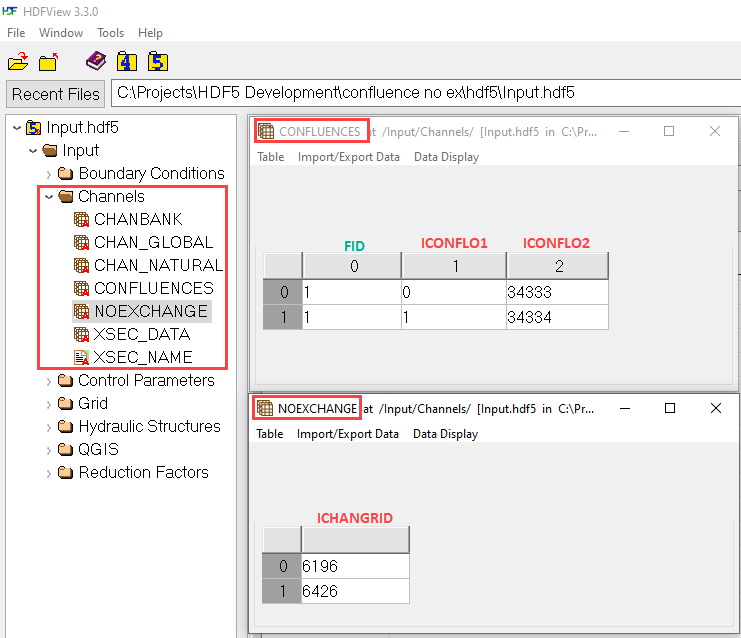 HDF HDFView 3.3.0
File Window Tools Help
4 5
Recent Files C:\Projects\HDF5 Development\confluence no ex\hdf5\Input.hdf5
5 Input.hdf5
Input
Boundary Conditions
Channels
CHANBANK
CHAN_GLOBAL
CHAN_NATURAL
CONFLUENCES
NOEXCHANGE
XSEC_DATA
XSEC_NAME
Control Parameters
Grid
Hydraulic Structures
QGIS
Reduction Factors
CONFLUENCES at /Input/Channels/ [Input.hdf5 in C:\Pr...
Table Import/Export Data Data Display
FID ICONFLO1 ICONFLO2
0 1 2
0 1 0 34333
1 1 1 34334
NOEXCHANGE at /Input/Channels/ [Input.hdf5 in C:\Pr...
Table Import/Export Data Data Display
ICHANGRID
0 6196
1 6426